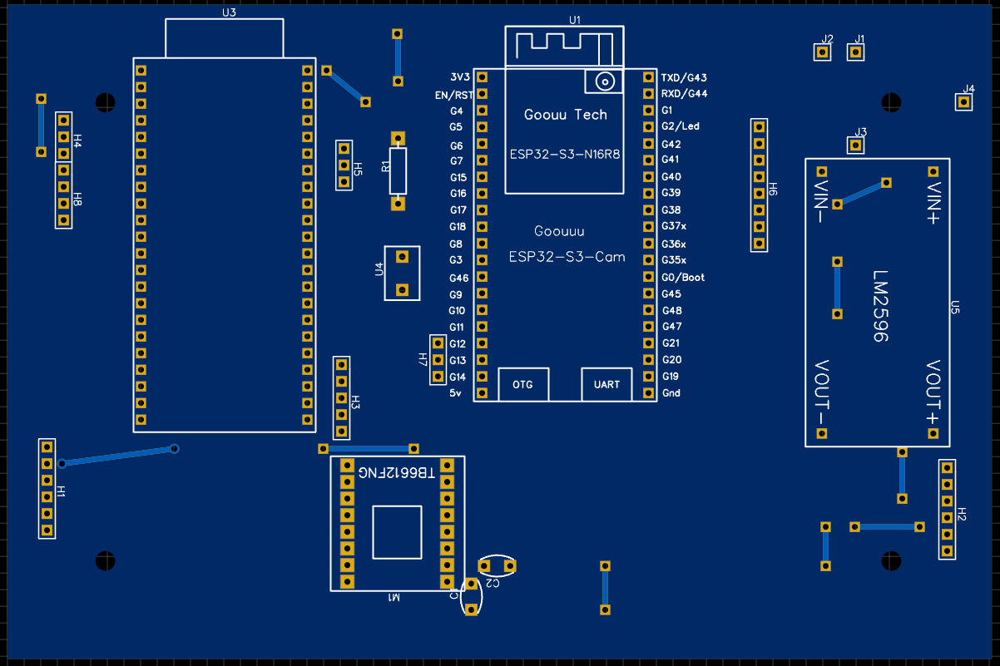 U3
U1
J2
J1
J4
J3
H4
H8
H5
R1
U4
H7
H3
H1
H6
H2
U5
3V3
EN/RST
G4
G5
G6
G7
G15
G16
G17
G18
G8
G3
G46
G9
G10
G11
G12
G13
G14
5v
TXD/G43
RXD/G44
G1
G2/Led
G42
G41
G40
G39
G38
G37x
G36x
G35x
G0/Boot
G45
G48
G47
G21
G20
G19
Gnd
Goouu Tech
ESP32-S3-N16R8
Goouuu
ESP32-S3-Cam
OTG
UART
VIN-
VIN+
LM2596
VOUT-
VOUT+
TB6612FNG
M1
C1
C2